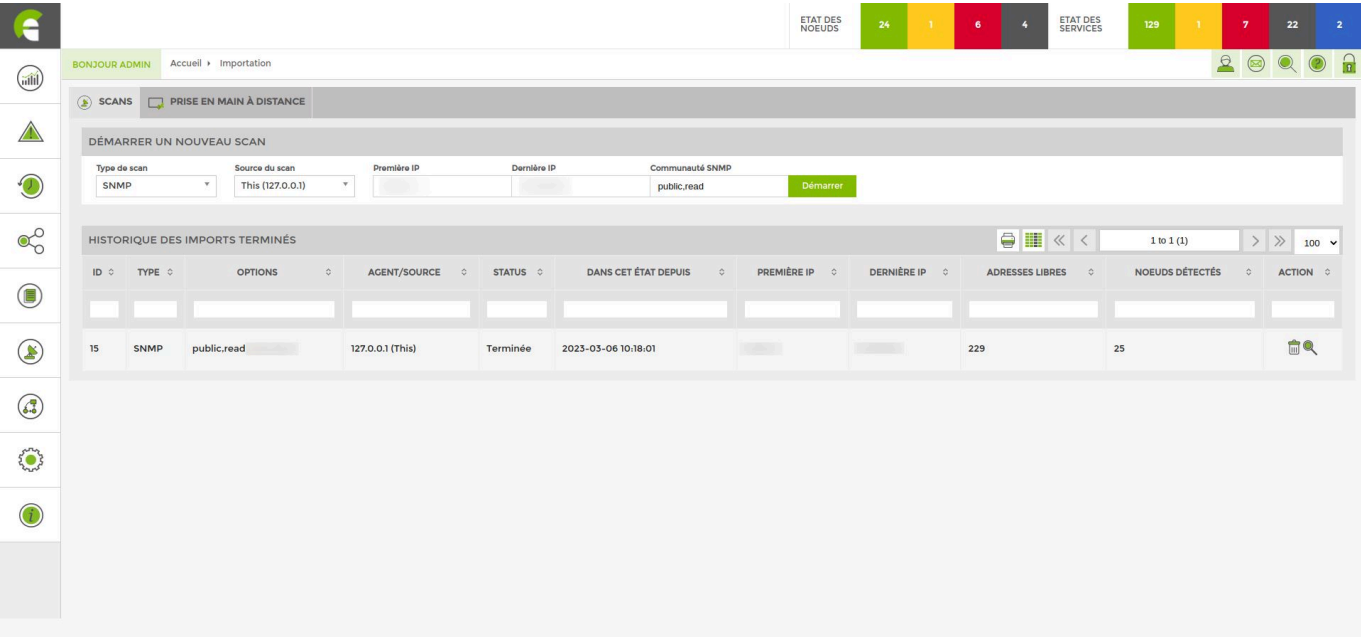 ETAT DES NOEUDS 24 1 6 4 ETAT DES SERVICES 129 1 7 22 2
BONJOUR ADMIN Accueil Importation
SCANS PRISE EN MAIN À DISTANCE
DÉMARRER UN NOUVEAU SCAN
Type de scan Source du scan Première IP Dernière IP Communauté SNMP
SNMP This (127.0.0.1) public,read Démarrer
HISTORIQUE DES IMPORTS TERMINÉS 1 to 1 (1) 100
ID TYPE OPTIONS AGENT/SOURCE STATUS DANS CET ÉTAT DEPUIS PREMIÈRE IP DERNIÈRE IP ADRESSES LIBRES NOEUDS DÉTECTÉS ACTION
15 SNMP public,read 127.0.0.1 (This) Terminée 2023-03-06 10:18:01 229 25